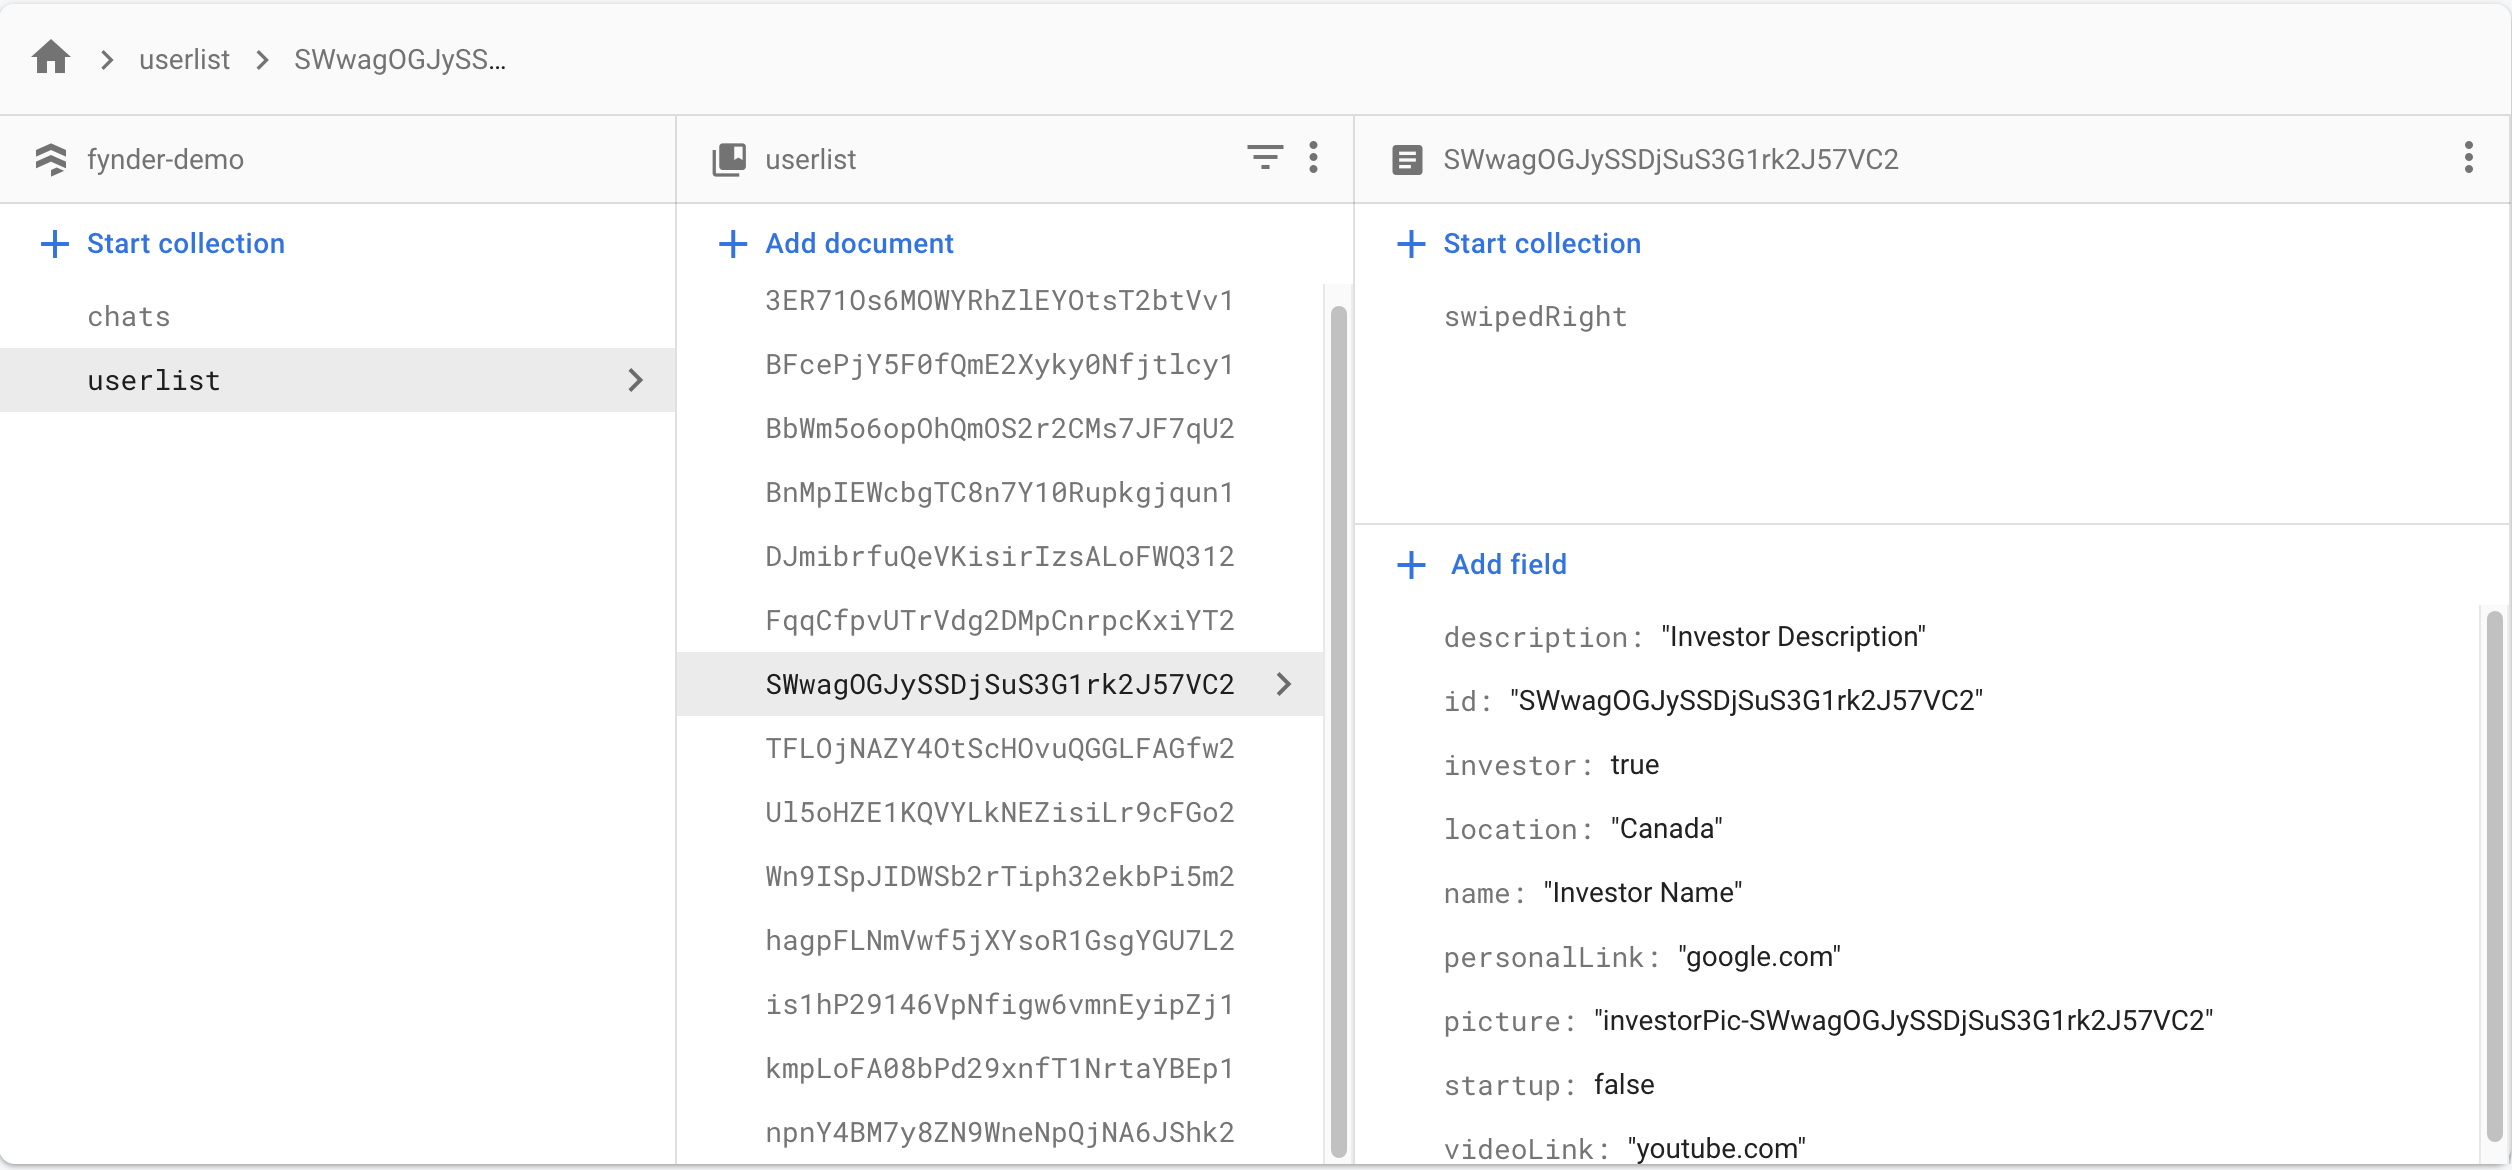 userlist
SWwagOGJySS...
fynder-demo
Start collection
chats
userlist
userlist
Add document
3ER71Os6MOWYRhZlEYOtsT2btVv1
BFcePjY5F0fQmE2Xyky0Nfjtlcy1
BbWm5o6opOhQmOS2r2CMs7JF7qU2
BnMpIEWcbgTC8n7Y10Rupkgjqun1
DJmibrfuQeVKisirIzsALoFWQ312
FqqCfpvUTrVdg2DMpCnrpcKxiYT2
SWwagOGJySSDjSuS3G1rk2J57VC2
TFLOjNAZY4OtScHOvuQGGLFAGfw2
Ul5oHZE1KQVYLkNEZisiLr9cFGo2
Wn9ISpJIDWSb2rTiph32ekbPi5m2
hagpFLNmVwf5jXYsoR1GsgYGU7L2
is1hP29146VpNfigw6vmnEyipZj1
kmpLoFA08bPd29xnfT1NrtaYBEp1
npnY4BM7y8ZN9WneNpQjNA6JShk2
SWwagOGJySSDjSuS3G1rk2J57VC2
Start collection
swipedRight
Add field
description: "Investor Description"
id: "SWwagOGJySSDjSuS3G1rk2J57VC2"
investor: true
location: "Canada"
name: "Investor Name"
personalLink: "google.com"
picture: "investorPic-SWwagOGJySSDjSuS3G1rk2J57VC2"
startup: false
videoLink: "youtube.com"